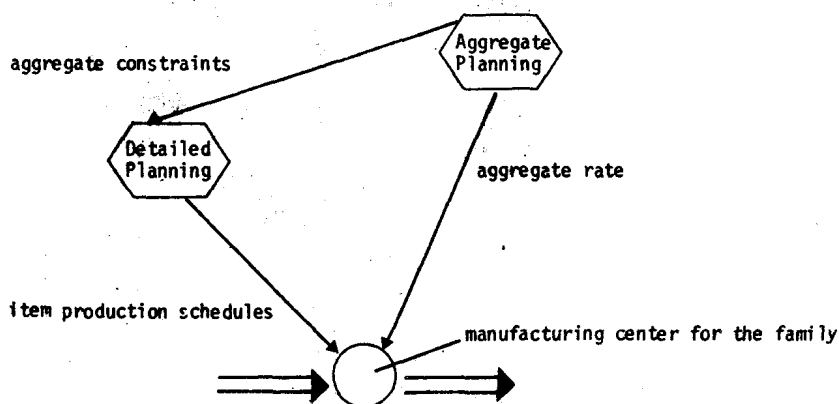 aggregate constraints
Aggregate
Planning
Detailed
Planning
aggregate rate
item production schedules
manufacturing center for the family